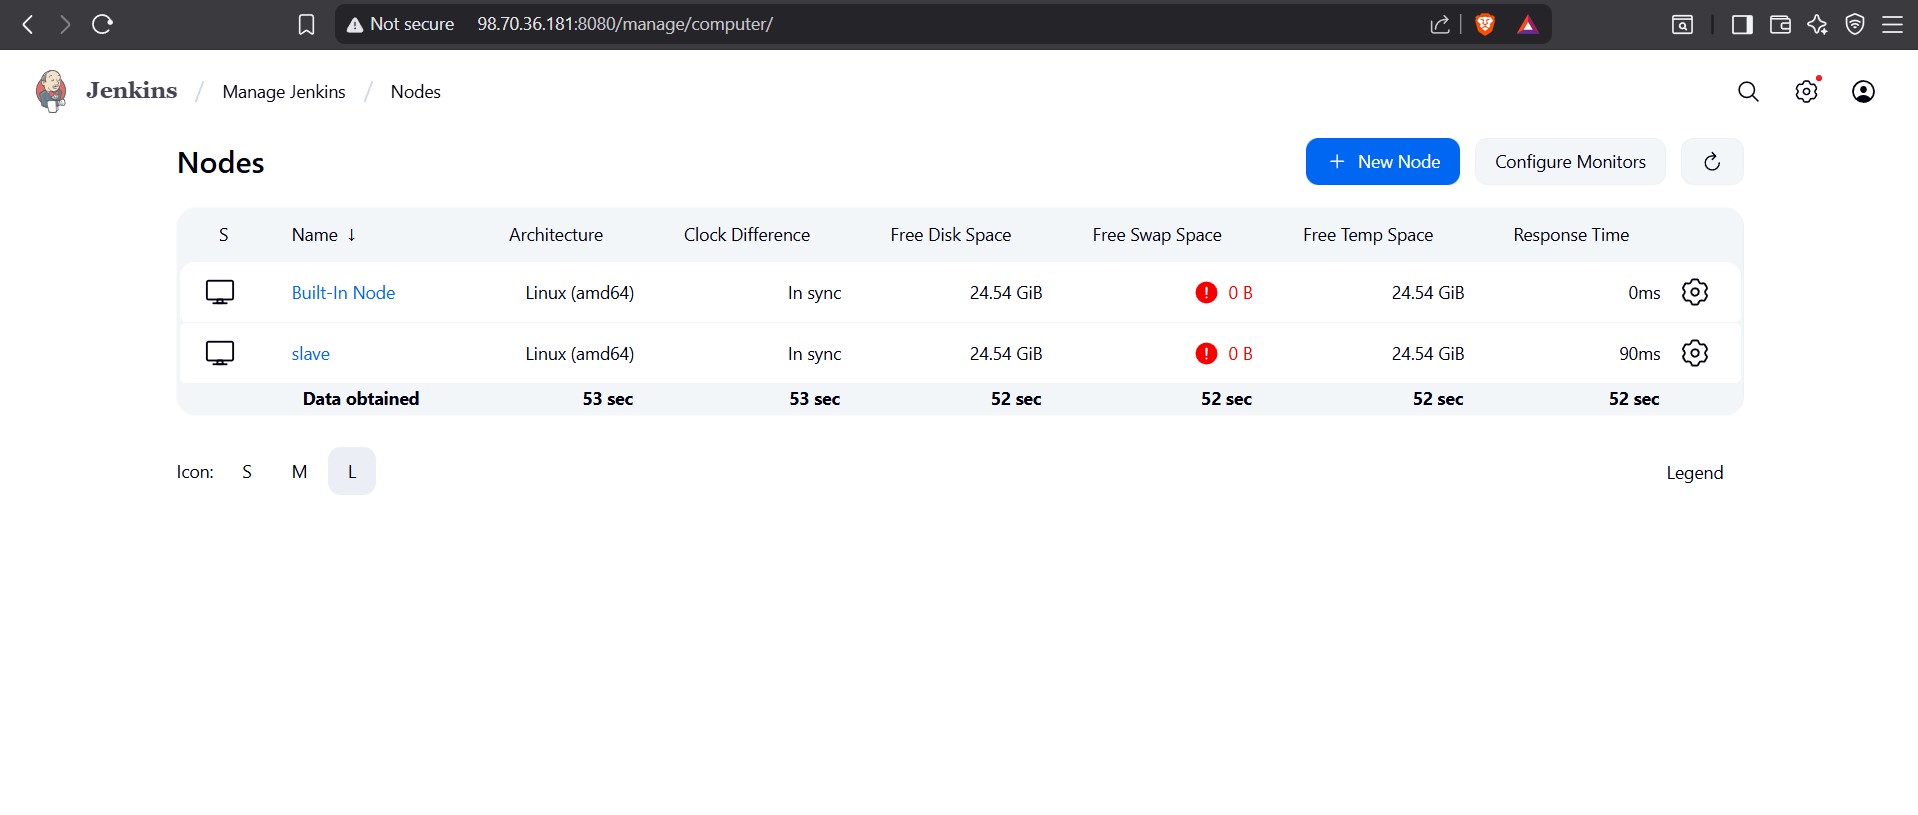 Not secure 98.70.36.181:8080/manage/computer/
Jenkins / Manage Jenkins / Nodes
Nodes
+ New Node Configure Monitors
S Name ↓ Architecture Clock Difference Free Disk Space Free Swap Space Free Temp Space Response Time
Built-In Node Linux (amd64) In sync 24.54 GiB 0 B 24.54 GiB 0ms
slave Linux (amd64) In sync 24.54 GiB 0 B 24.54 GiB 90ms
Data obtained 53 sec 53 sec 52 sec 52 sec 52 sec 52 sec
Icon: S M L Legend